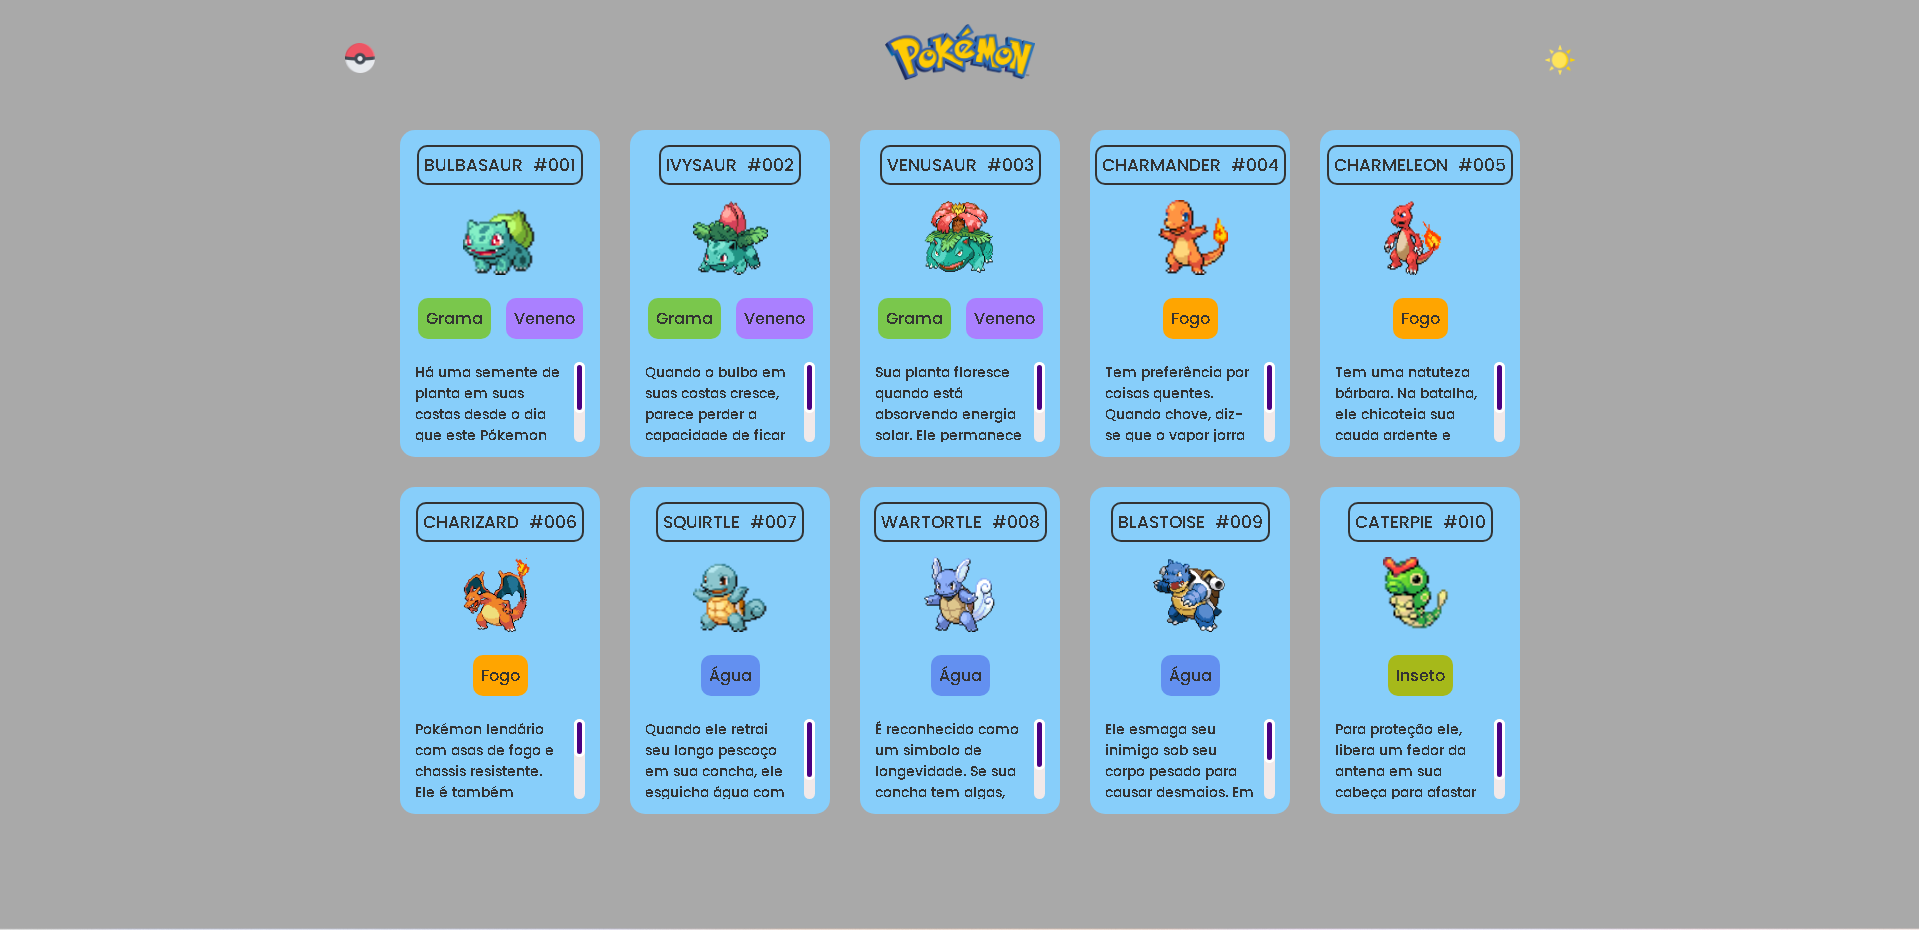 POKéMON
BULBASAUR #001
Grama Veneno
Há uma semente de
planta em suas
costas desde o dia
que este Pókemon
IVYSAUR #002
Grama Veneno
Quando o bulbo em
suas costas cresce,
parece perder a
capacidade de ficar
VENUSAUR #003
Grama Veneno
Sua planta floresce
quando está
absorvendo energia
solar. Ele permanece
CHARMANDER #004
Fogo
Tem preferência por
coisas quentes.
Quando chove, diz-
se que o vapor jorra
CHARMELEON #005
Fogo
Tem uma natuteza
bárbara. Na batalha,
ele chicoteia sua
cauda ardente e
CHARIZARD #006
Fogo
Pokémon lendário
com asas de fogo e
chassis resistente.
Ele é também
SQUIRTLE #007
Água
Quando ele retrai
seu longo pescoço
em sua concha, ele
esguicha água com
WARTORTLE #008
Água
É reconhecido como
um simbolo de
longevidade. Se sua
concha tem algas,
BLASTOISE #009
Água
Ele esmaga seu
inimigo sob seu
corpo pesado para
causar desmaios. Em
CATERPIE #010
Inseto
Para proteção ele,
libera um fedor da
antena em sua
cabeça para afastar